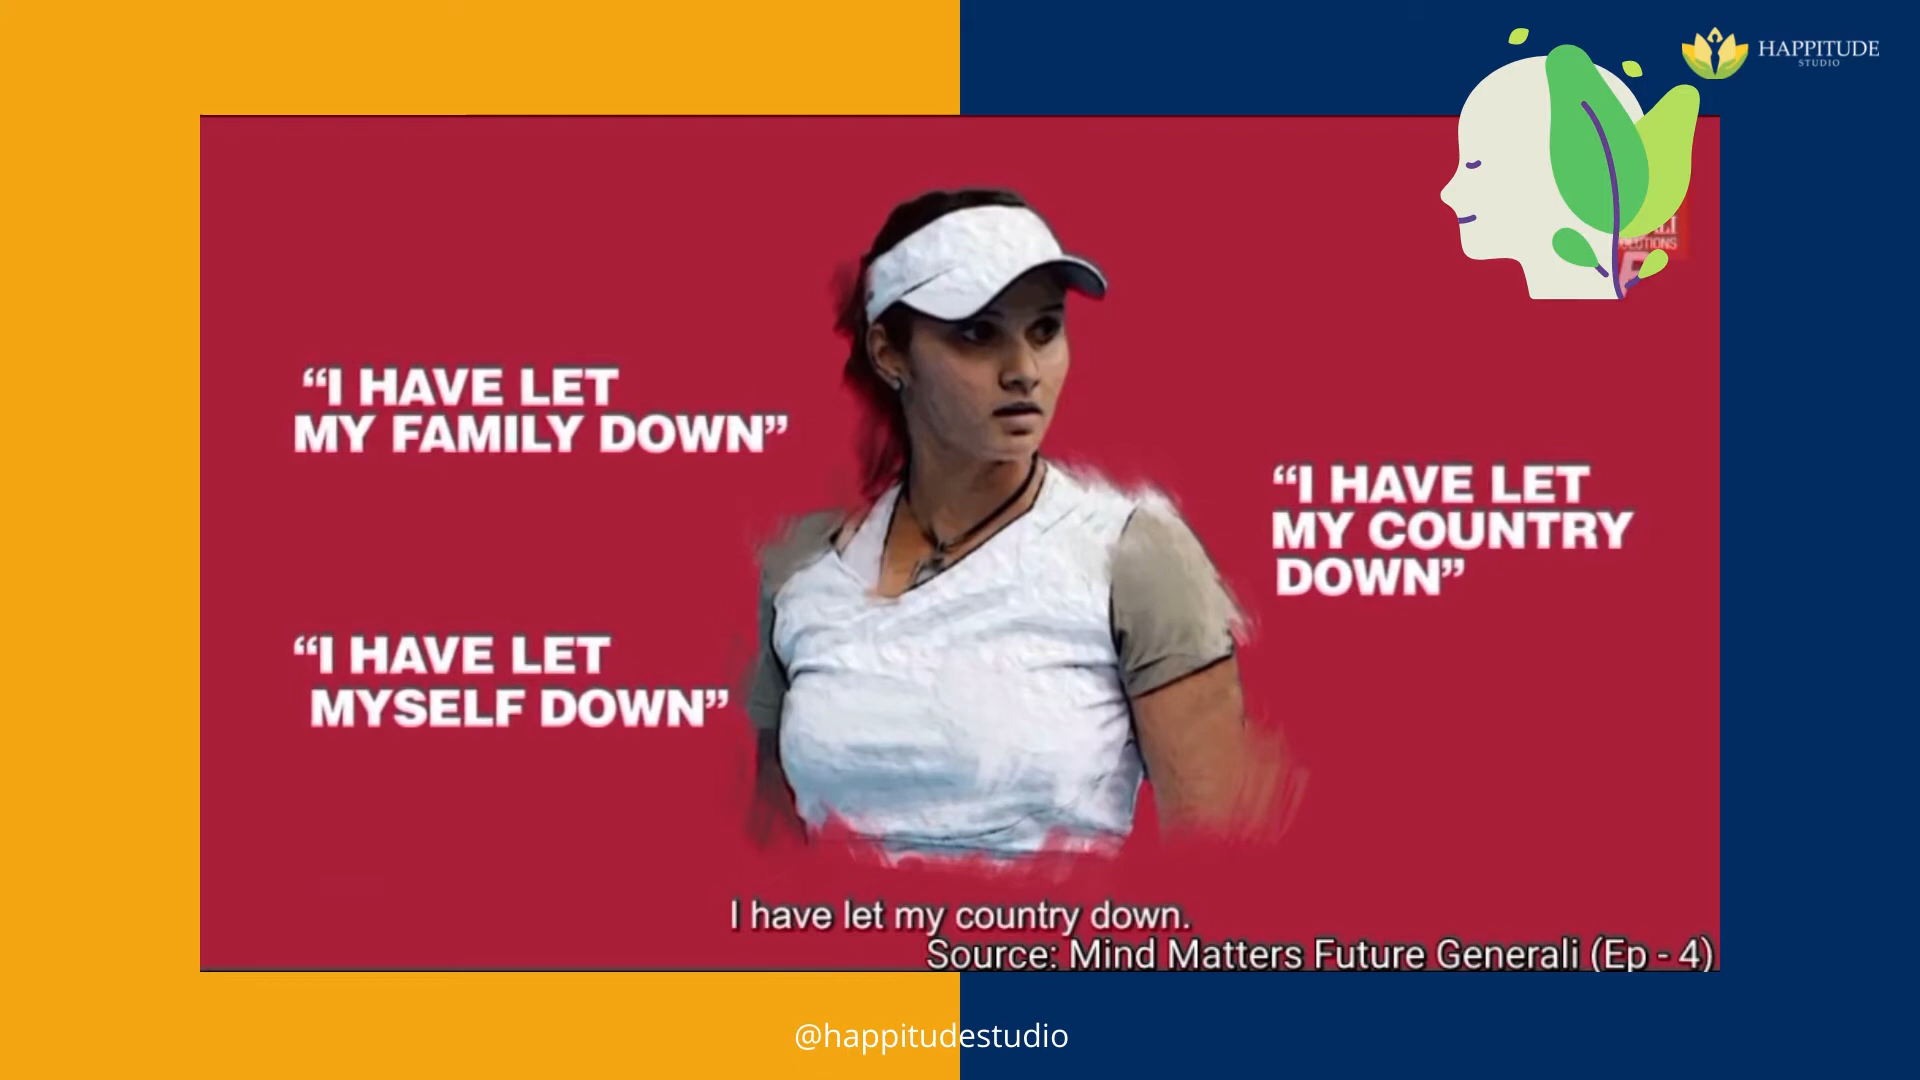 HAPPITUDE
STUDIO
OLUTIONS
“I HAVE LET
MY FAMILY DOWN”
“I HAVE LET
MY COUNTRY
DOWN”
“I HAVE LET
MYSELF DOWN”
I have let my country down.
Source: Mind Matters Future Generali (Ep - 4)
@happitudestudio